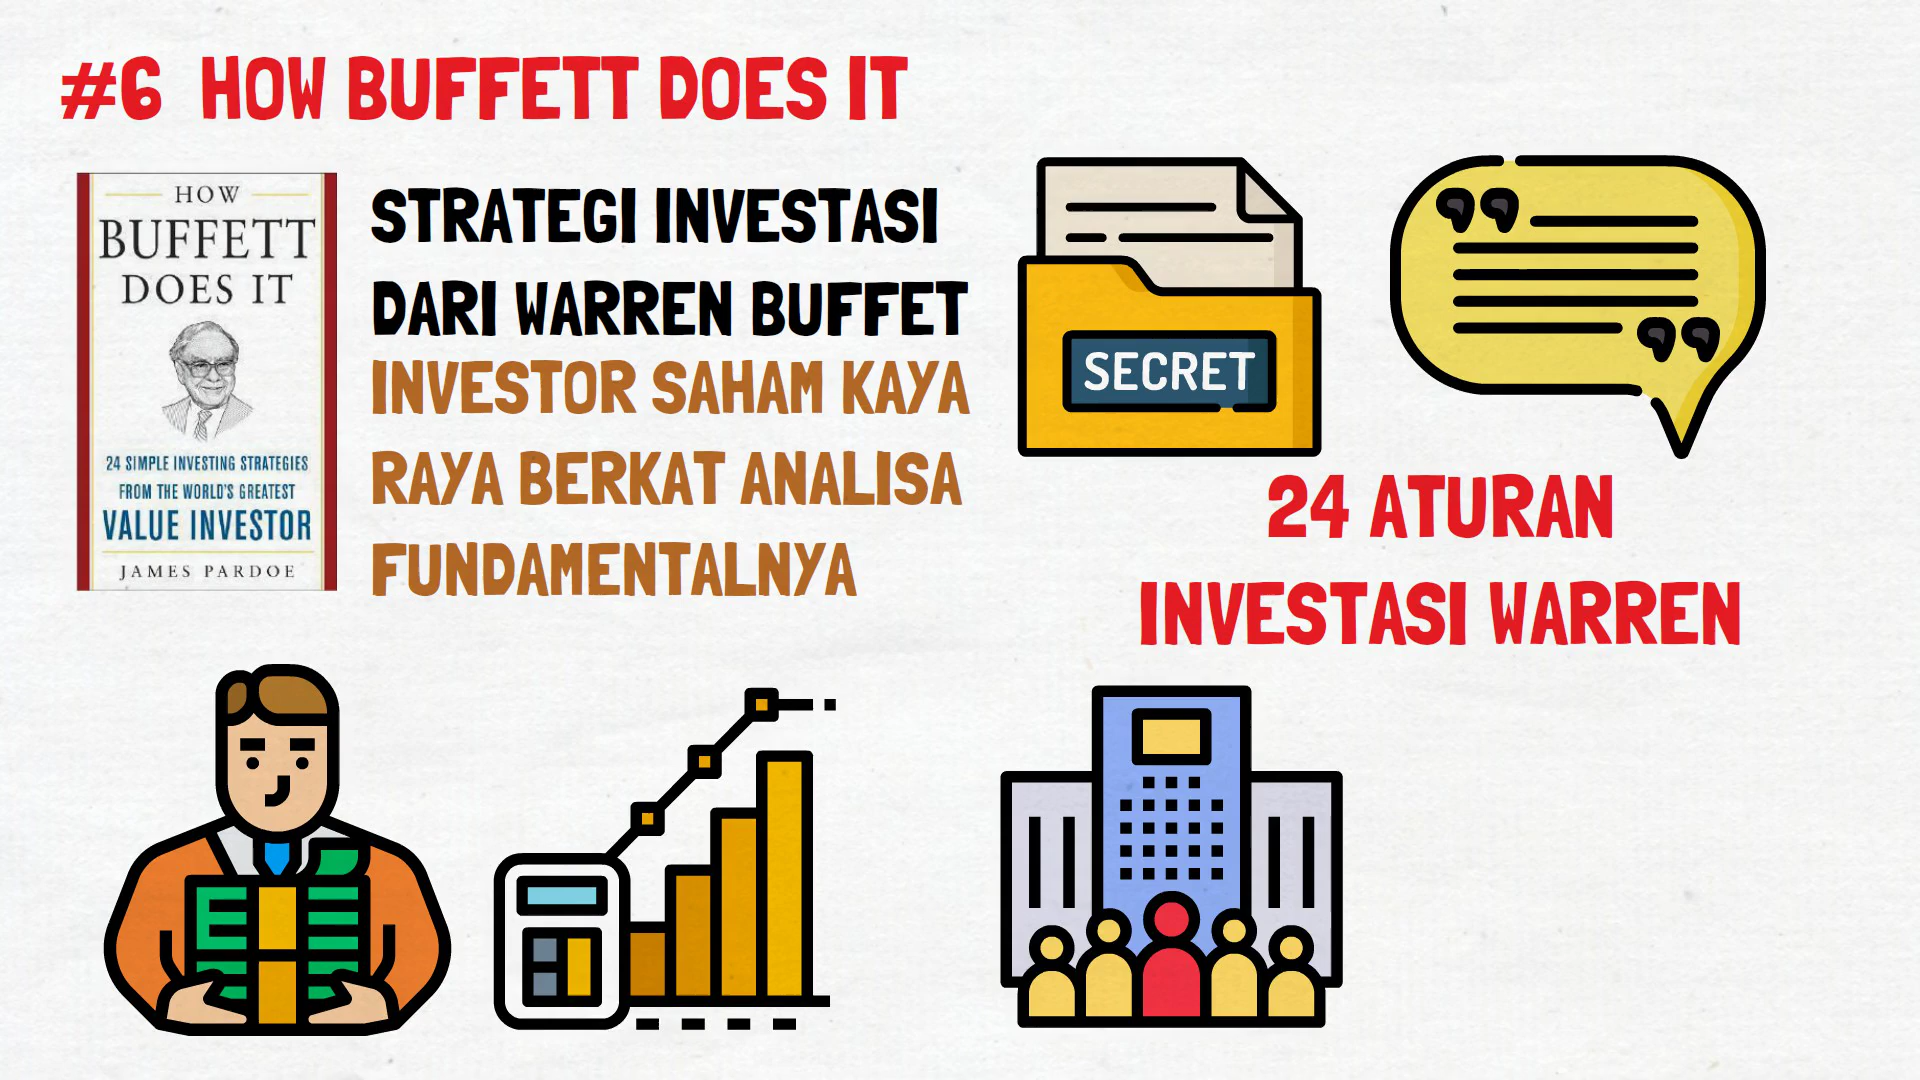 #6 HOW BUFFETT DOES IT
HOW
BUFFETT
DOES IT
24 SIMPLE INVESTING STRATEGIES
FROM THE WORLD'S GREATEST
VALUE INVESTOR
JAMES PARDOE
STRATEGI INVESTASI
DARI WARREN BUFFET
INVESTOR SAHAM KAYA
RAYA BERKAT ANALISA
FUNDAMENTALNYA
SECRET
24 ATURAN
INVESTASI WARREN